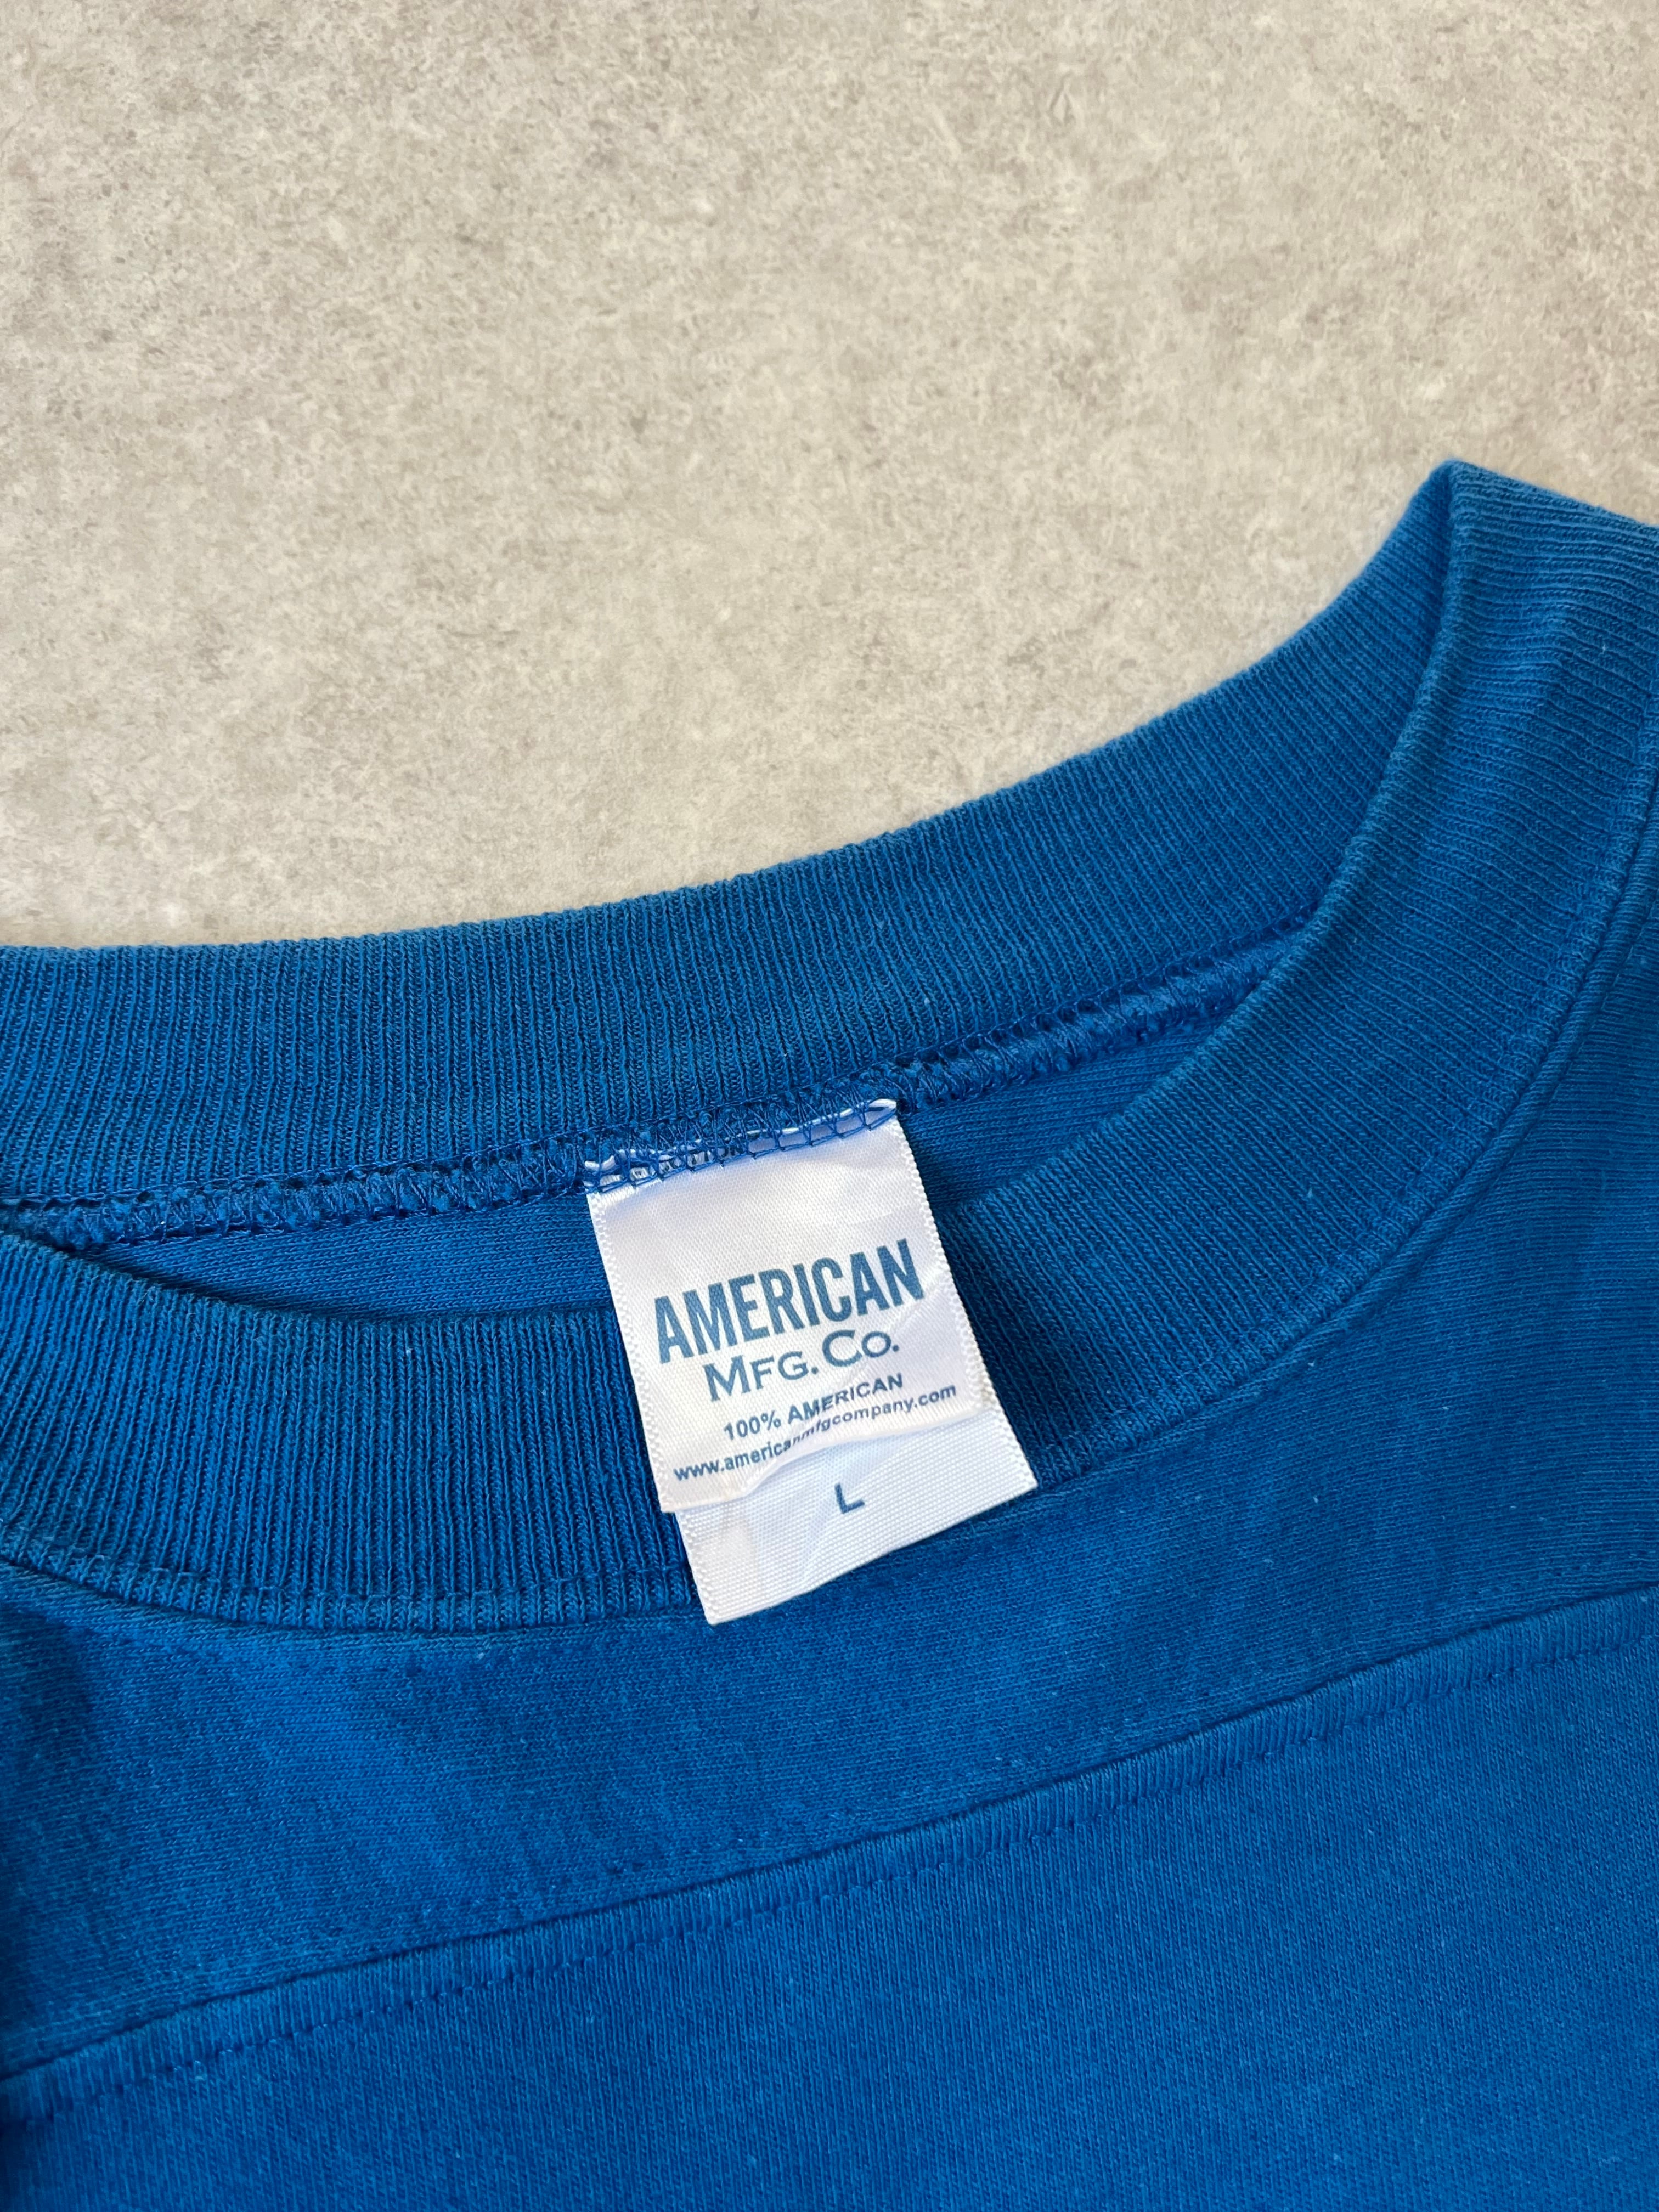 AMERICAN
MFG. CO.
100% AMERICAN
www.americanmfgcompany.com
L